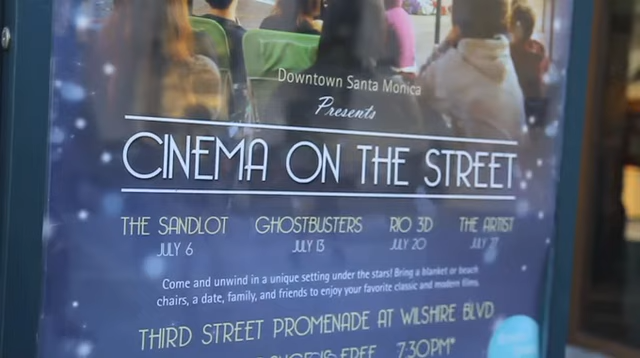 Downtown Santa Monica
Presents
CINEMA ON THE STREET
THE SANDLOT GHOSTBUSTERS RIO 3D THE ARTIST
JULY 6 JULY 13 JULY 20 JULY 27
Come and unwind in a unique setting under the stars! Bring a blanket or beach
chairs, a date, family, and friends to enjoy your favorite classic and modern films.
THIRD STREET PROMENADE AT WILSHIRE BLVD
IS FREE 7:30PM*